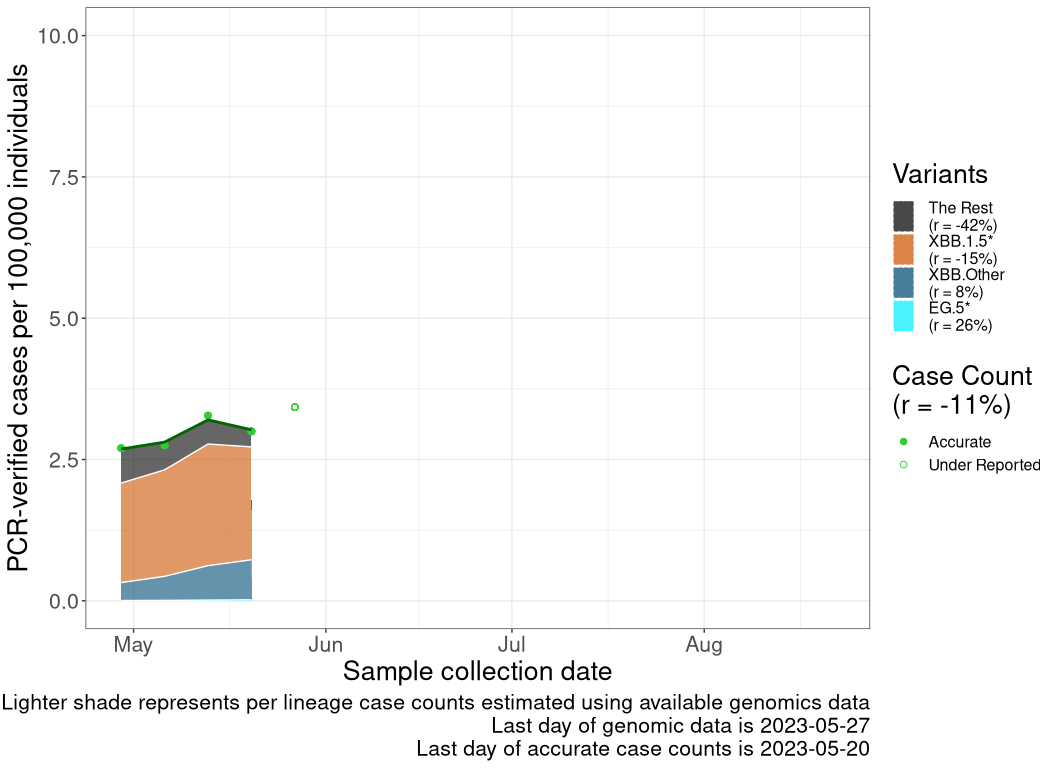 PCR-verified cases per 100,000 individuals
10.0
7.5
5.0
2.5
0.0
May
Jun
Jul
Aug
Sample collection date
Variants
The Rest
(r = -42%)
XBB.1.5*
(r = -15%)
XBB.Other
(r = 8%)
EG.5*
(r = 26%)
Case Count
(r = -11%)
Accurate
Under Reported
Lighter shade represents per lineage case counts estimated using available genomics data
Last day of genomic data is 2023-05-27
Last day of accurate case counts is 2023-05-20